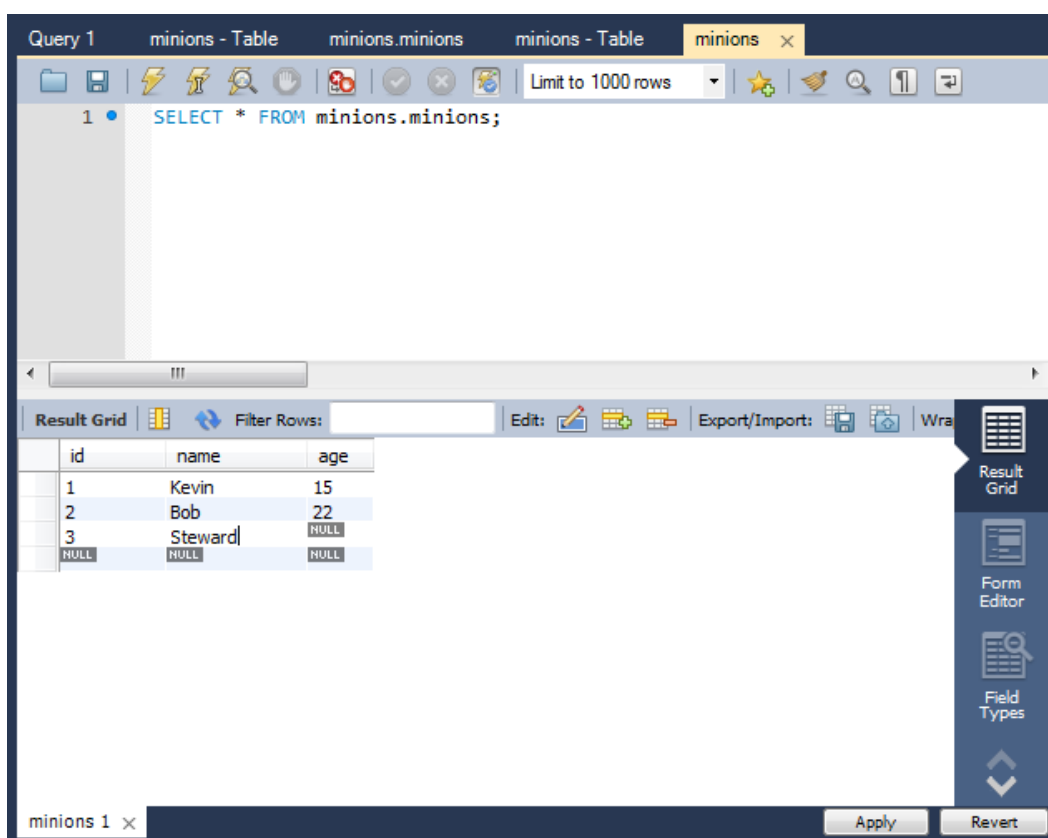 Query 1 minions - Table minions.minions minions - Table minions
Limit to 1000 rows
1 SELECT * FROM minions.minions;
Result Grid Filter Rows: Edit: Export/Import: Wra
id name age
1 Kevin 15
2 Bob 22
3 Steward NULL
NULL NULL NULL
Result
Grid
Form
Editor
Field
Types
minions 1 Apply Revert